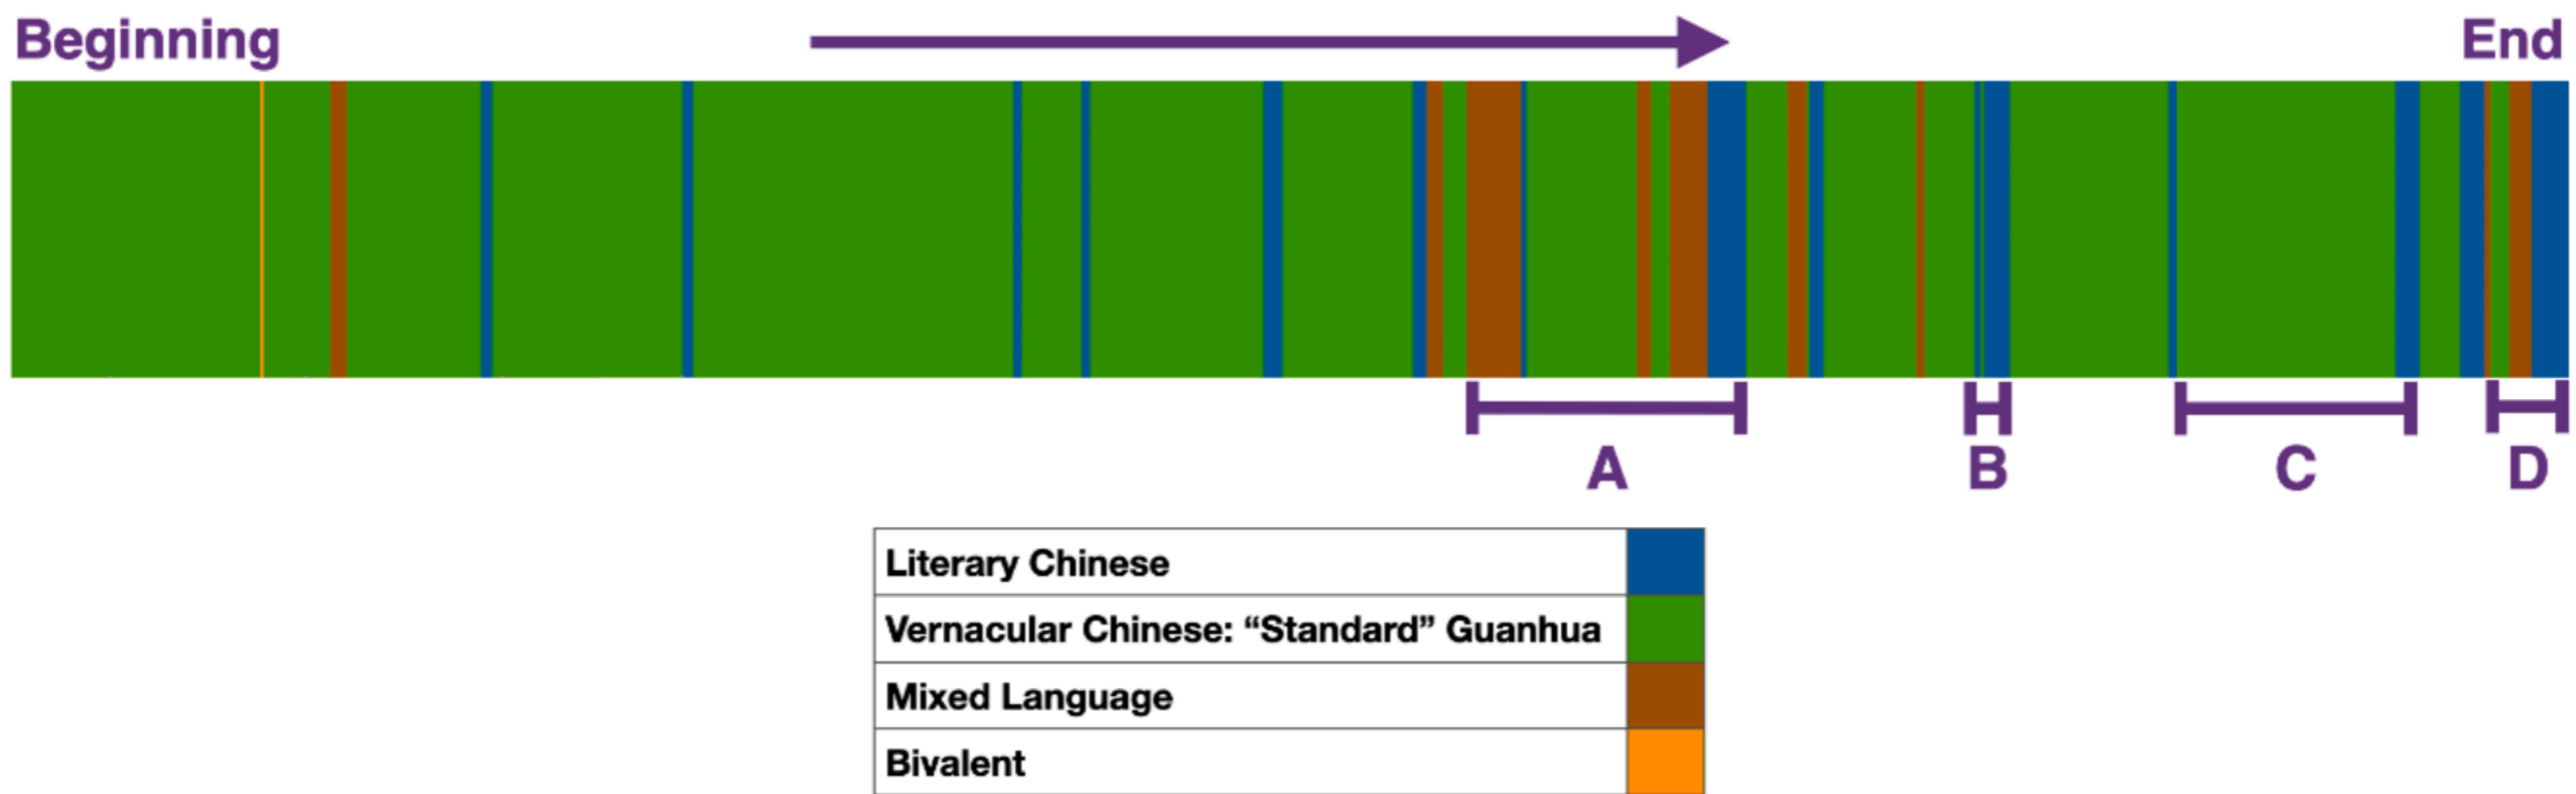 Beginning End
A B C D
Literary Chinese
Vernacular Chinese: “Standard” Guanhua
Mixed Language
Bivalent